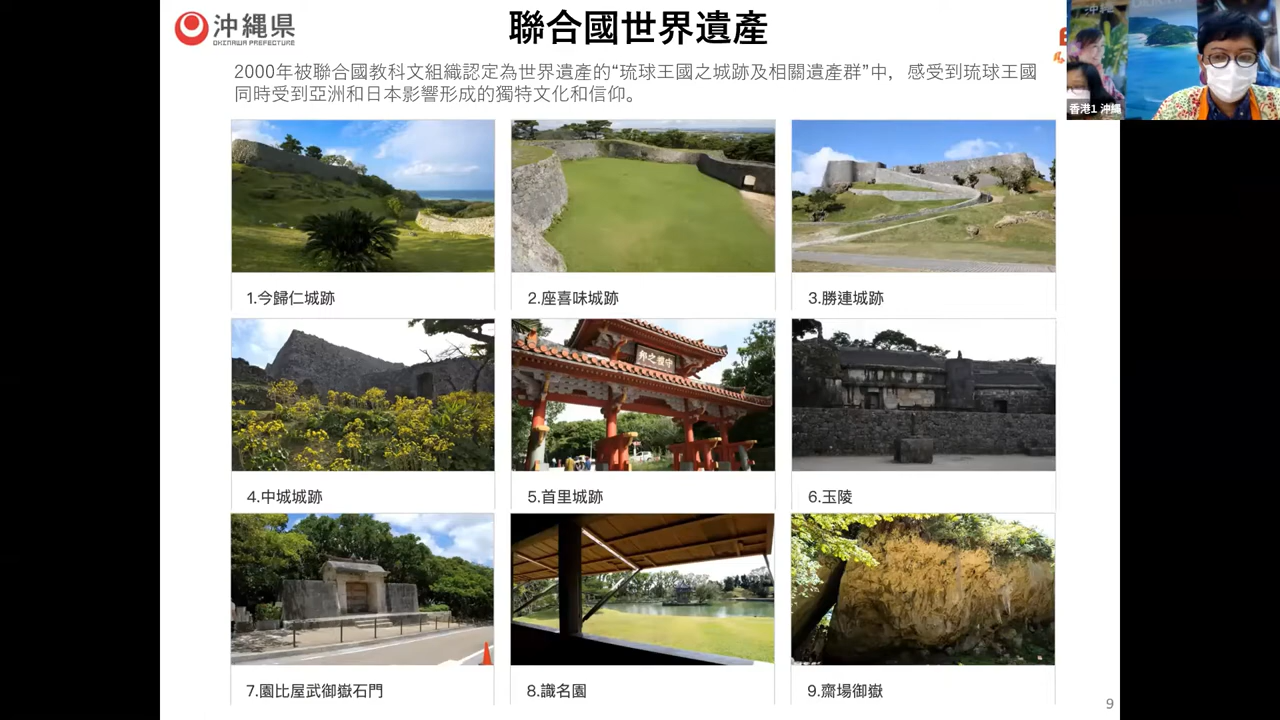 沖縄県
OKINAWA PREFECTURE
聯合國世界遺產
2000年被聯合國教科文組織認定為世界遺產的“琉球王國之城跡及相關遺產群”中，感受到琉球王國
同時受到亞洲和日本影響形成的獨特文化和信仰。
香港1 沖縄
1.今歸仁城跡
2.座喜味城跡
3.勝連城跡
邦之禮守
4.中城城跡
5.首里城跡
6.玉陵
7.園比屋武御嶽石門
8.識名園
9.齋場御嶽
9